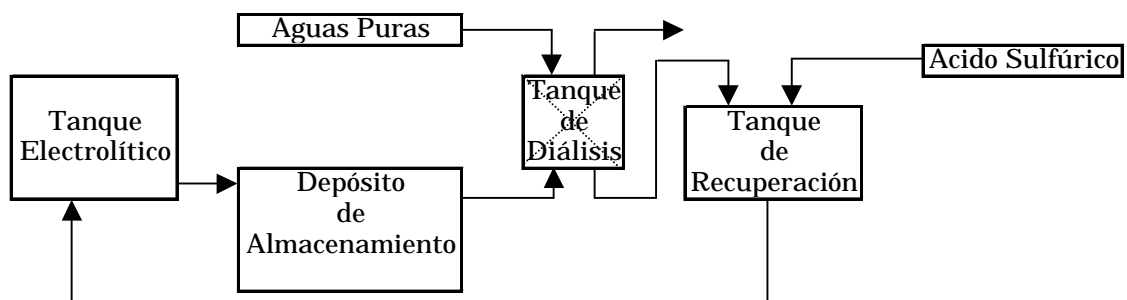 Aguas Puras
Acido Sulfúrico
Tanque
Electrolítico
Depósito
de
Almacenamiento
Tanque
de
Diálisis
Tanque
de
Recuperación